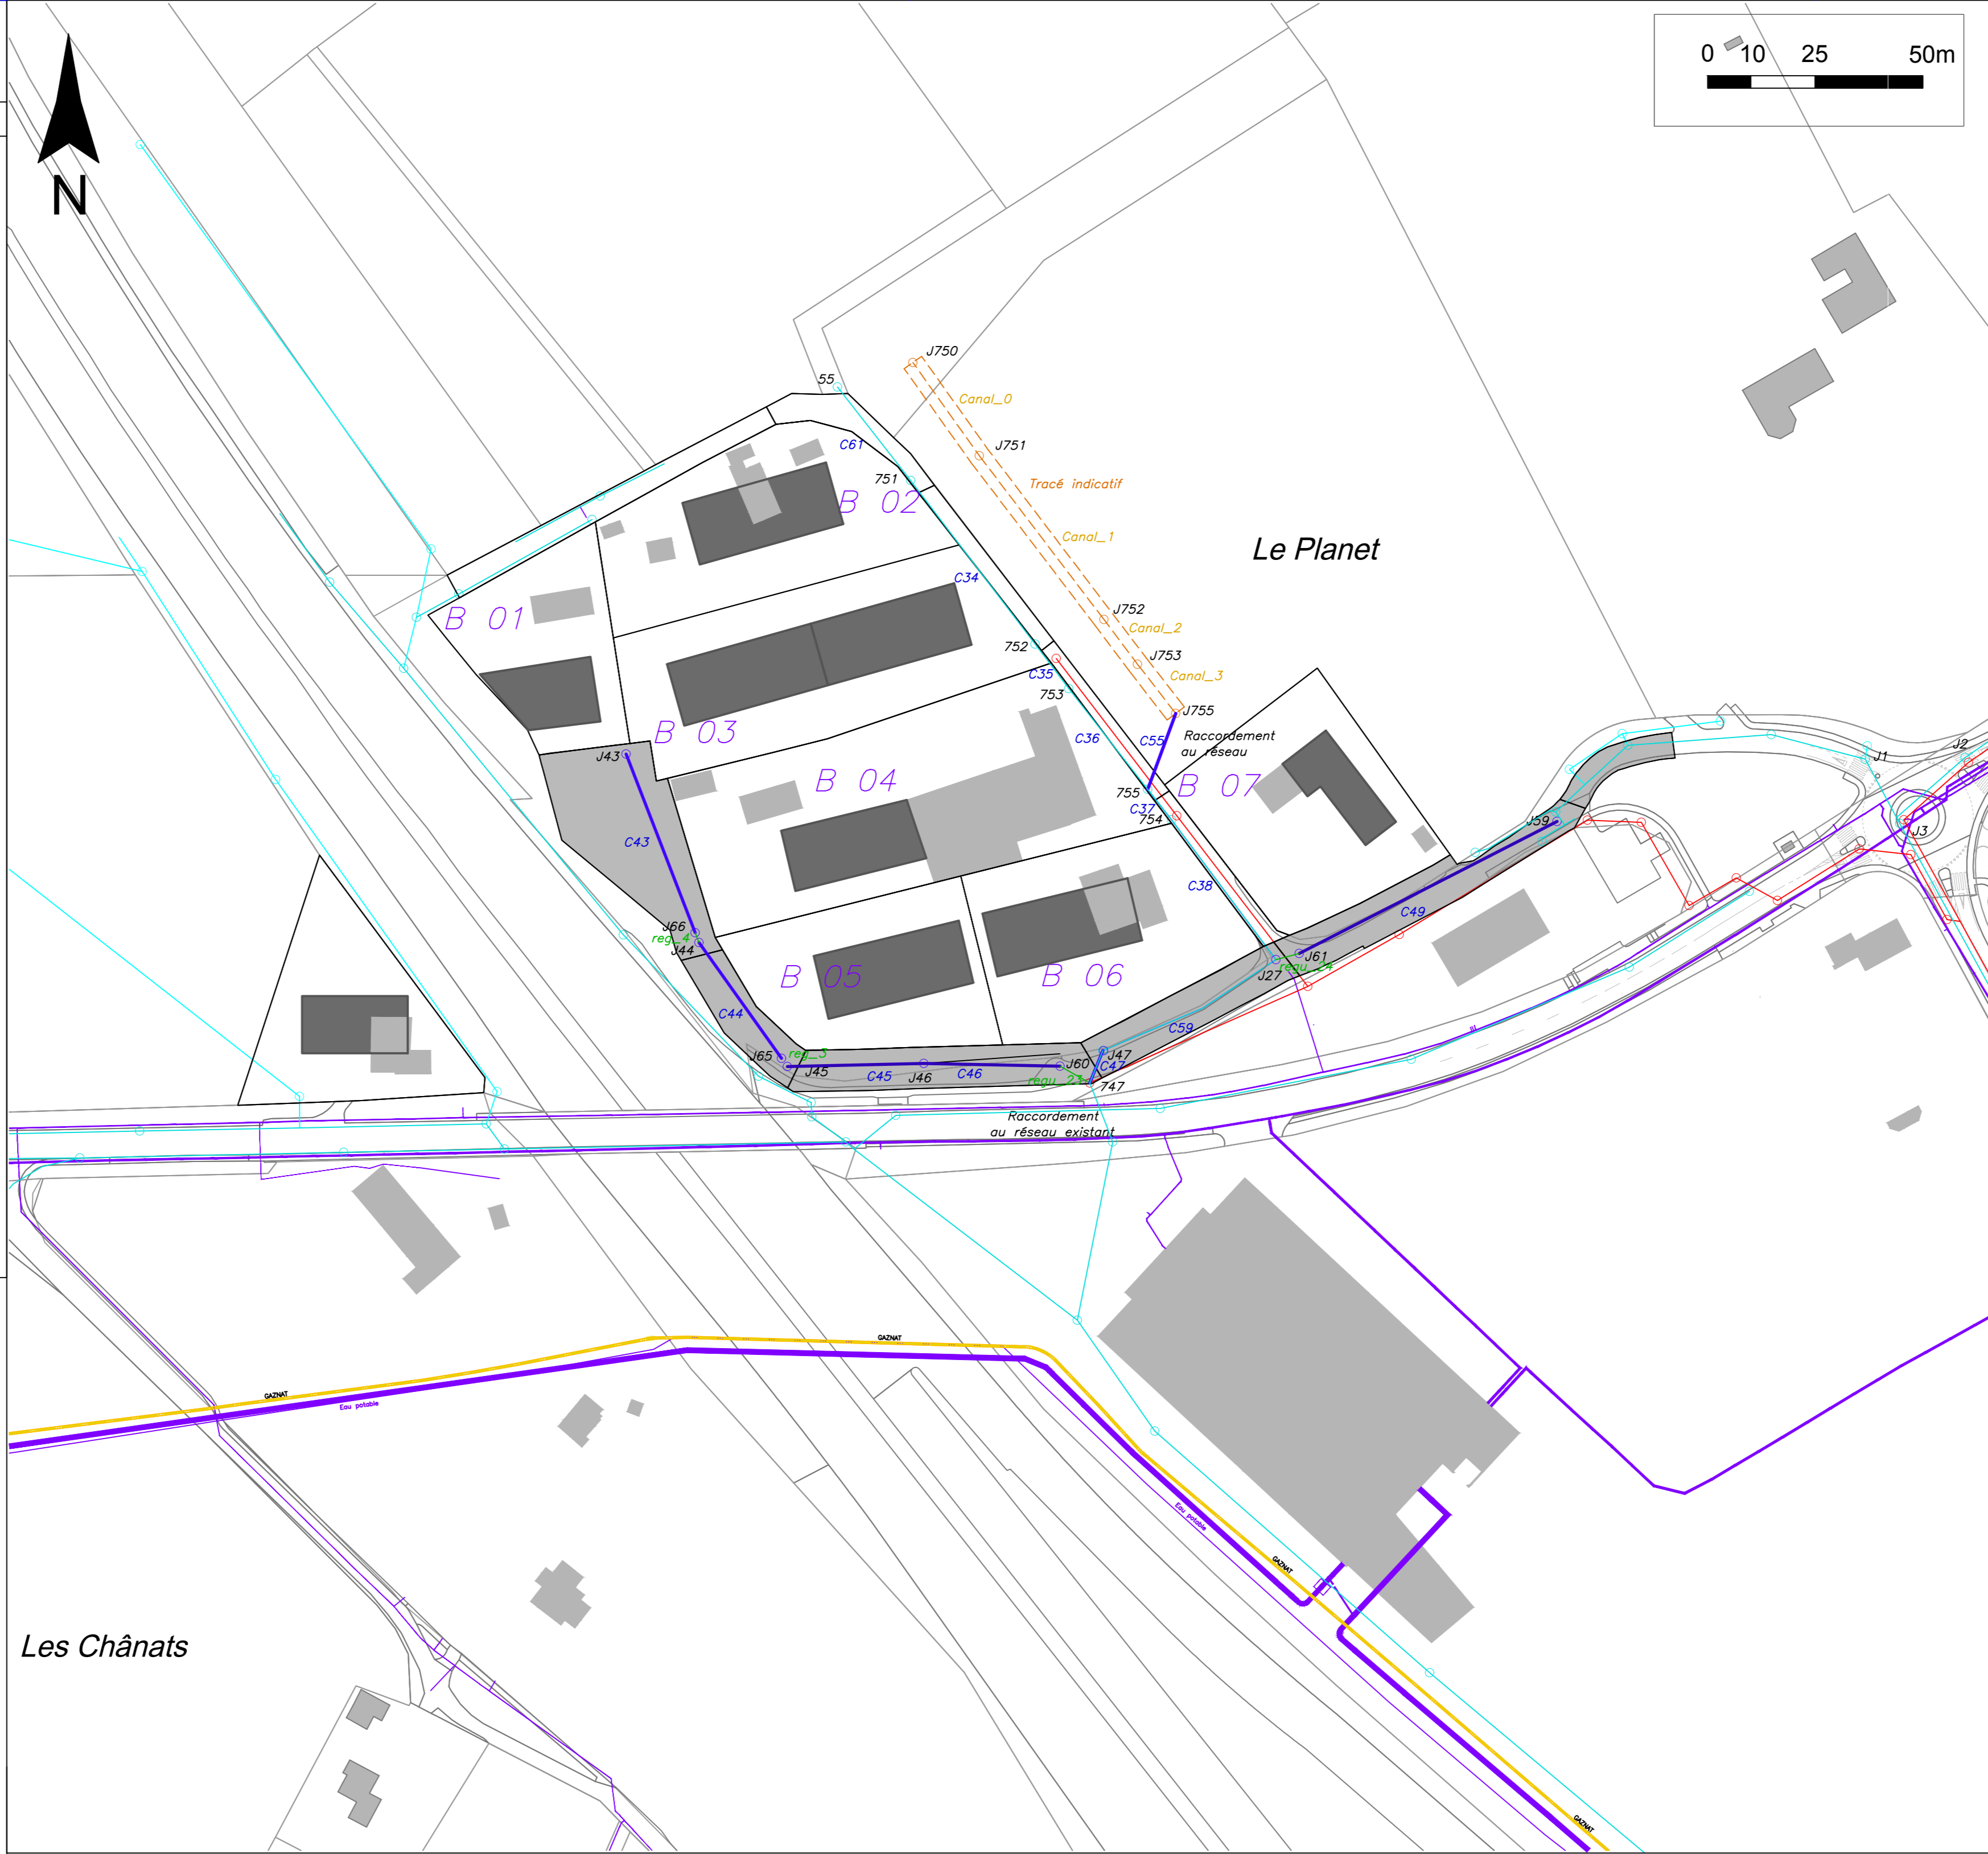 0 10 25 50m
N
J750
55
Canal_0
C61
J751
751
Tracé indicatif
B 02
Canal_1
Le Planet
C34
J752
B 01
Canal_2
752
J753
C35
Canal_3
753
J755
B 03
C36
C55
Raccordement
au réseau
J43
J1
J2
B 04
B 07
755
C37
754
J59
J3
C43
C38
C49
J66
reg_4
J44
J61
regu_24
J27
B 05
B 06
C44
C59
J65
reg_3
J45
C45
J46
C46
J60
J47
C47
regu_23
747
Raccordement
au réseau existant
GAZNAT
GAZNAT
Eau potable
Eau potable
GAZNAT
Les Chânats
GAZNAT